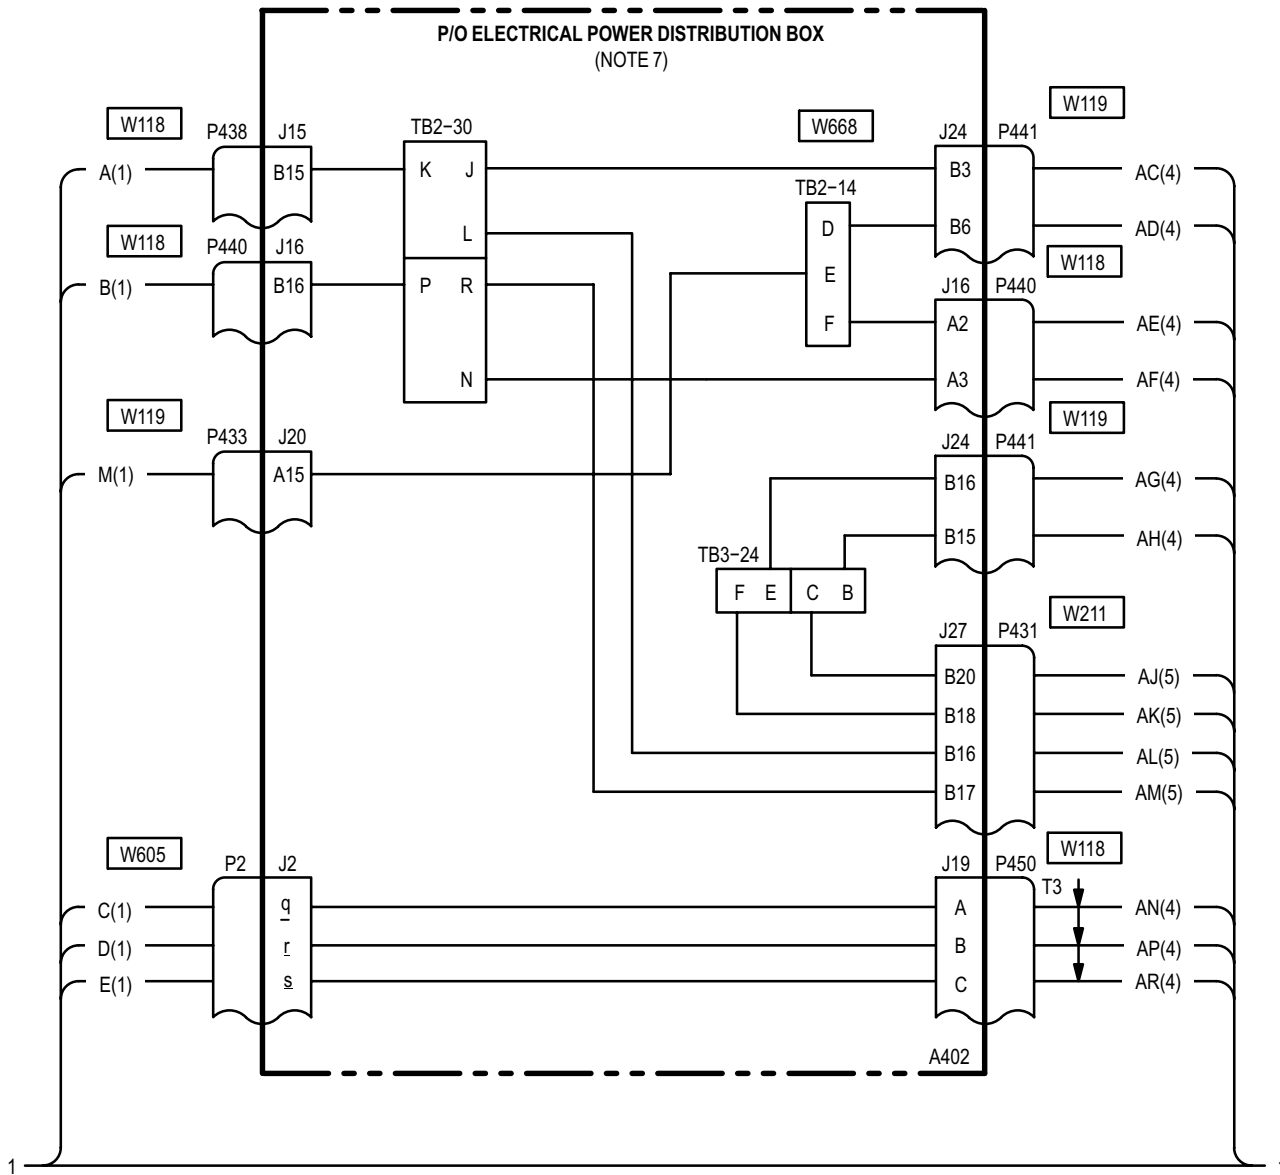 P/O ELECTRICAL POWER DISTRIBUTION BOX
(NOTE 7)
W118
P438 J15
A(1) B15
W118
P440 J16
B(1) B16
W119
P433 J20
M(1) A15
W605
P2 J2
C(1) q
D(1) r
E(1) s
TB2-30
K J
L
P R
N
W668
TB2-14
D
E
F
TB3-24
F E C B
W119
J24 P441
B3 AC(4)
B6 AD(4)
W118
J16 P440
A2 AE(4)
A3 AF(4)
W119
J24 P441
B16 AG(4)
B15 AH(4)
W211
J27 P431
B20 AJ(5)
B18 AK(5)
B16 AL(5)
B17 AM(5)
W118
J19 P450
T3
A AN(4)
B AP(4)
C AR(4)
A402
1